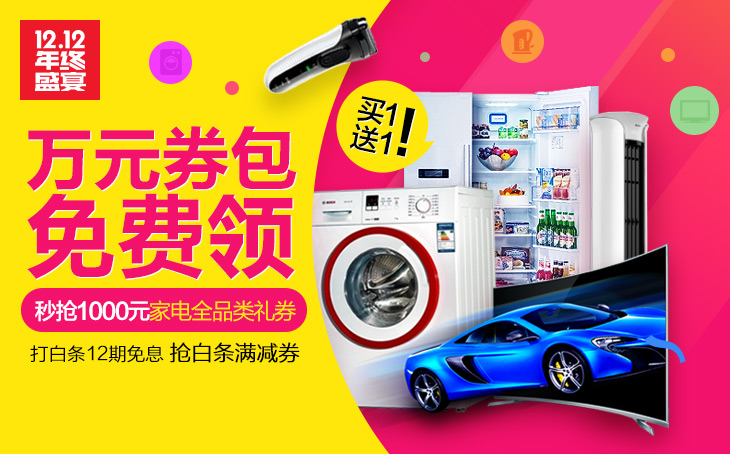 12.12
年终
盛宴
万元券包
免费领
秒抢1000元家电全品类礼券
打白条12期免息 抢白条满减券
买1
送1!
BOSCH